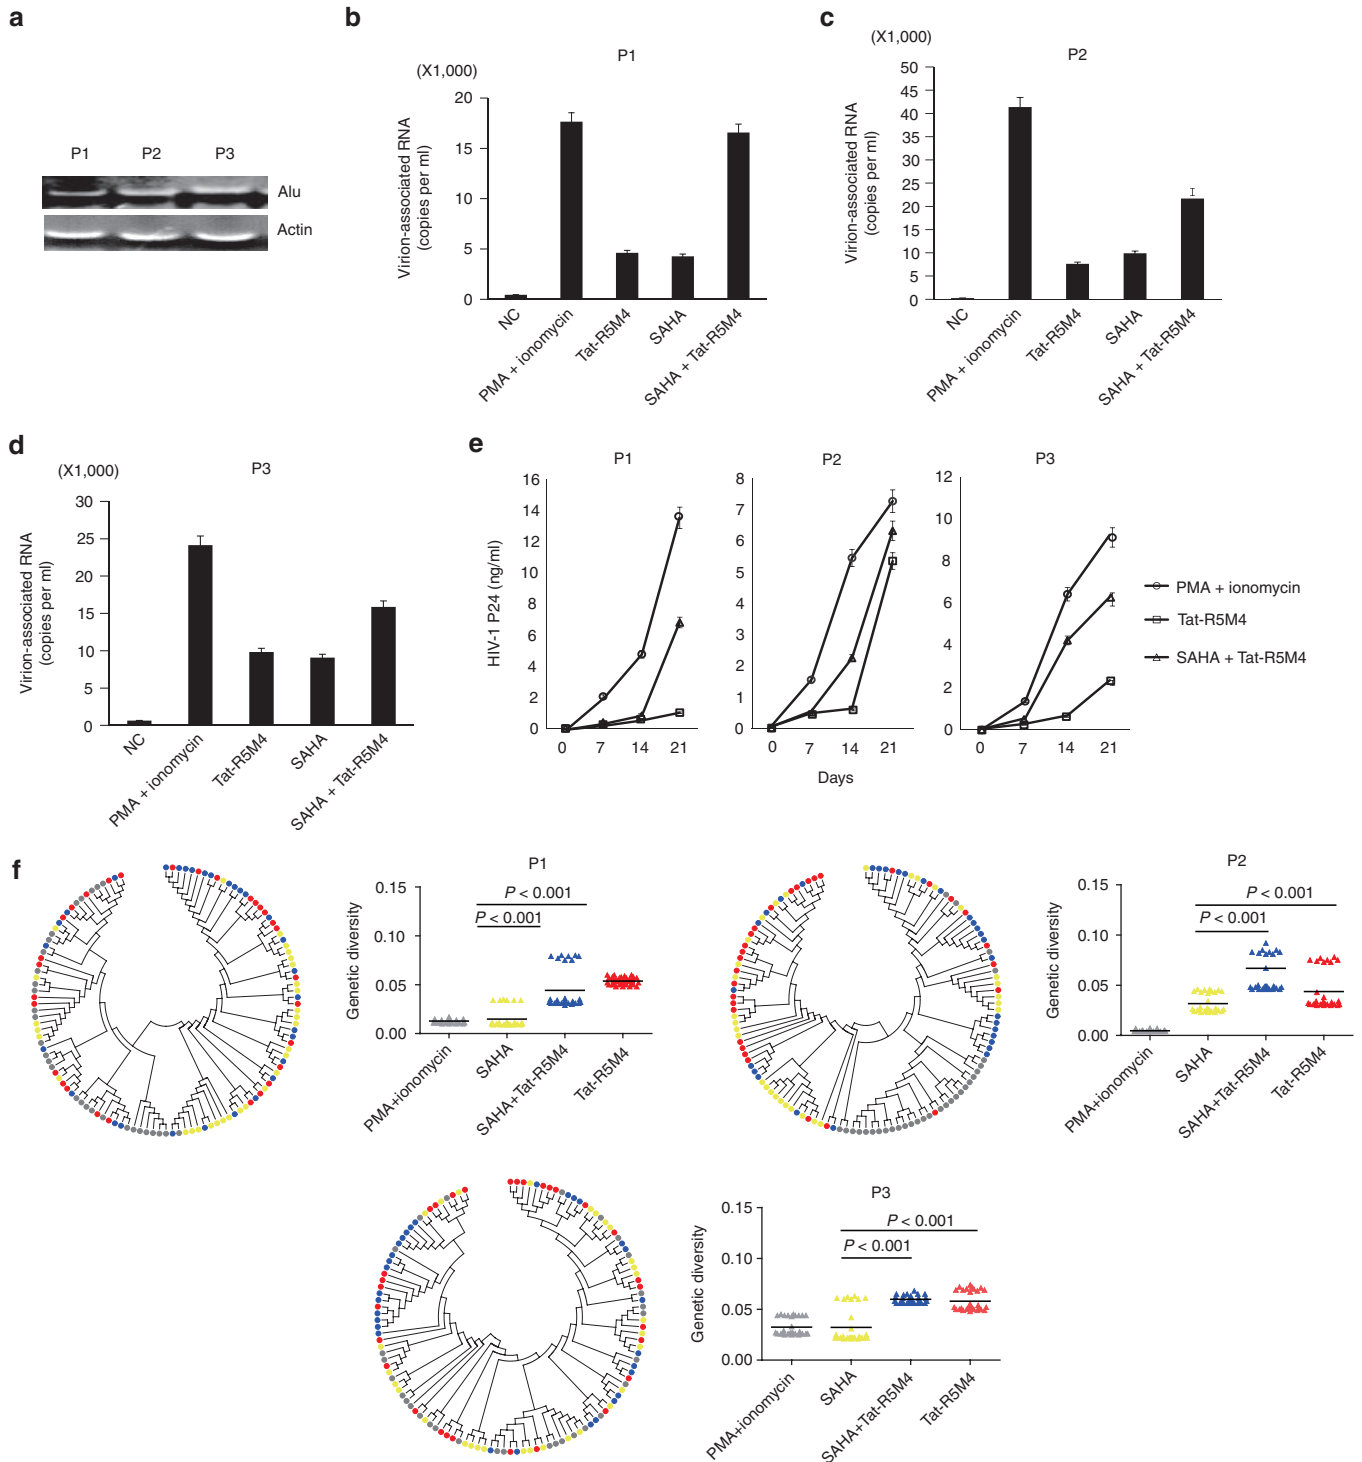 a
P1 P2 P3
Alu
Actin
b
P1
(X1,000)
Virion-associated RNA
(copies per ml)
20
15
10
5
0
NC
PMA + ionomycin
Tat-R5M4
SAHA
SAHA + Tat-R5M4
c
(X1,000)
P2
Virion-associated RNA
(copies per ml)
50
45
40
35
30
25
20
15
10
5
0
NC
PMA + ionomycin
Tat-R5M4
SAHA
SAHA + Tat-R5M4
d
(X1,000)
P3
Virion-associated RNA
(copies per ml)
30
25
20
15
10
5
0
NC
PMA + ionomycin
Tat-R5M4
SAHA
SAHA + Tat-R5M4
e
P1
HIV-1 P24 (ng/ml)
16
14
12
10
8
6
4
2
0
0 7 14 21
P2
8
7
6
5
4
3
2
1
0
0 7 14 21
Days
P3
12
10
8
6
4
2
0
0 7 14 21
PMA + ionomycin
Tat-R5M4
SAHA + Tat-R5M4
f
P1
Genetic diversity
0.15
0.10
0.05
0.00
P < 0.001
P < 0.001
PMA+ionomycin
SAHA
SAHA+Tat-R5M4
Tat-R5M4
P2
Genetic diversity
0.15
0.10
0.05
0.00
P < 0.001
P < 0.001
PMA+ionomycin
SAHA
SAHA+Tat-R5M4
Tat-R5M4
P3
Genetic diversity
0.15
0.10
0.05
0.00
P < 0.001
P < 0.001
PMA+ionomycin
SAHA
SAHA+Tat-R5M4
Tat-R5M4